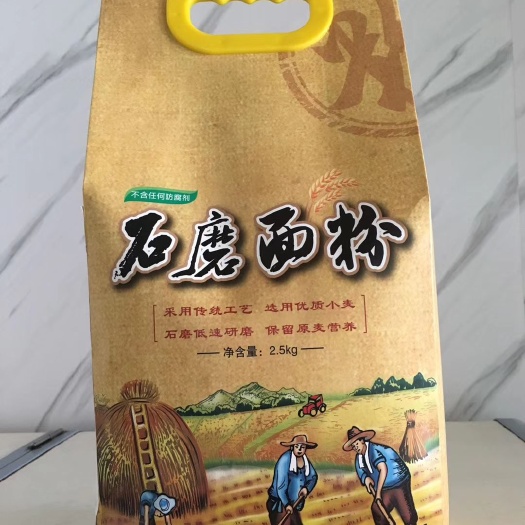 不含任何防腐剂
石磨面粉
采用传统工艺 选用优质小麦
石磨低速研磨 保留原麦营养
净含量：2.5kg